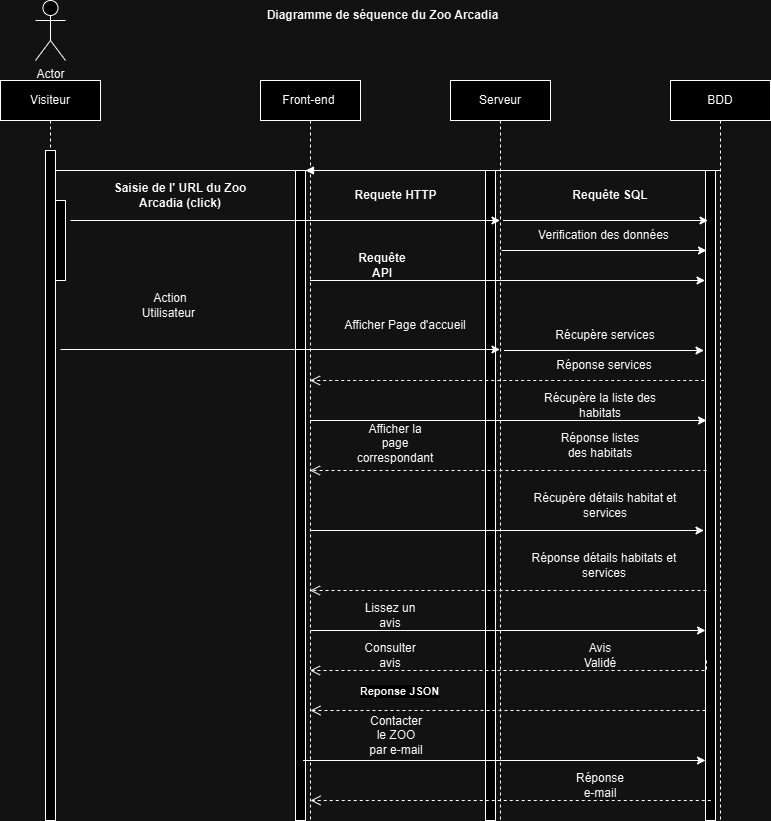 Diagramme de séquence du Zoo Arcadia
Actor
Visiteur
Front-end
Serveur
BDD
Saisie de l' URL du Zoo
Arcadia (click)
Requete HTTP
Requête SQL
Verification des données
Requête
API
Action
Utilisateur
Afficher Page d'accueil
Récupère services
Réponse services
Récupère la liste des
habitats
Afficher la
page
correspondant
Réponse listes
des habitats
Récupère détails habitat et
services
Réponse détails habitats et
services
Lissez un
avis
Consulter
avis
Avis
Validé
Reponse JSON
Contacter
le ZOO
par e-mail
Réponse
e-mail